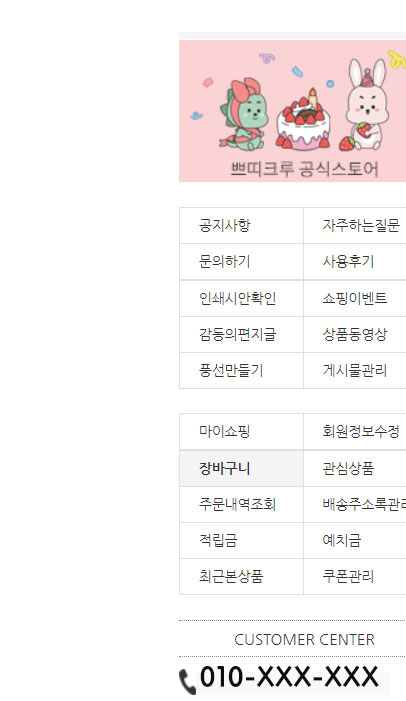 쁘띠크루 공식스토어
공지사항 자주하는질문
문의하기 사용후기
인쇄시안확인 쇼핑이벤트
감동의편지글 상품동영상
풍선만들기 게시물관리
마이쇼핑 회원정보수정
장바구니 관심상품
주문내역조회 배송주소록관리
적립금 예치금
최근본상품 쿠폰관리
CUSTOMER CENTER
010-XXX-XXX